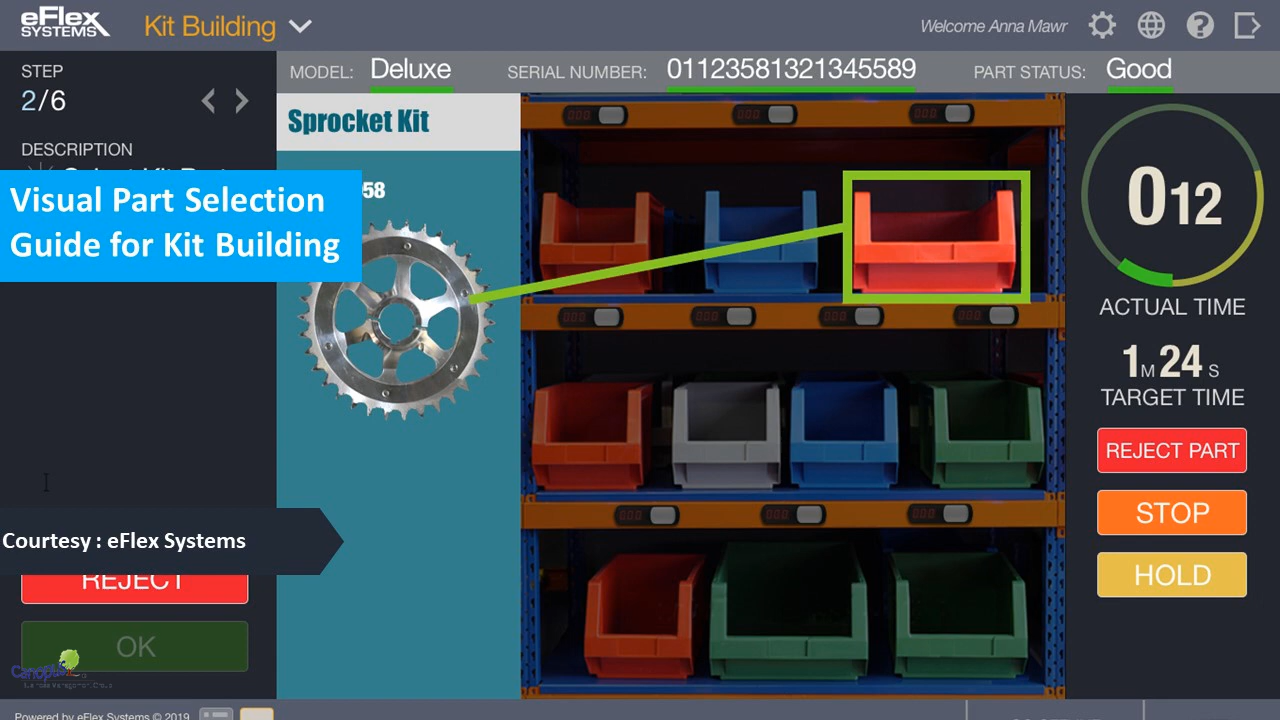 eFlex
SYSTEMS
Kit Building
Welcome Anna Mawr
STEP
2/6
MODEL: Deluxe
SERIAL NUMBER: 01123581321345589
PART STATUS: Good
DESCRIPTION
Sprocket Kit
58
Visual Part Selection
Guide for Kit Building
012
ACTUAL TIME
1M 24 S
TARGET TIME
REJECT PART
STOP
HOLD
Courtesy : eFlex Systems
REJECT
OK
Canopus
Powered by eFlex Systems © 2019